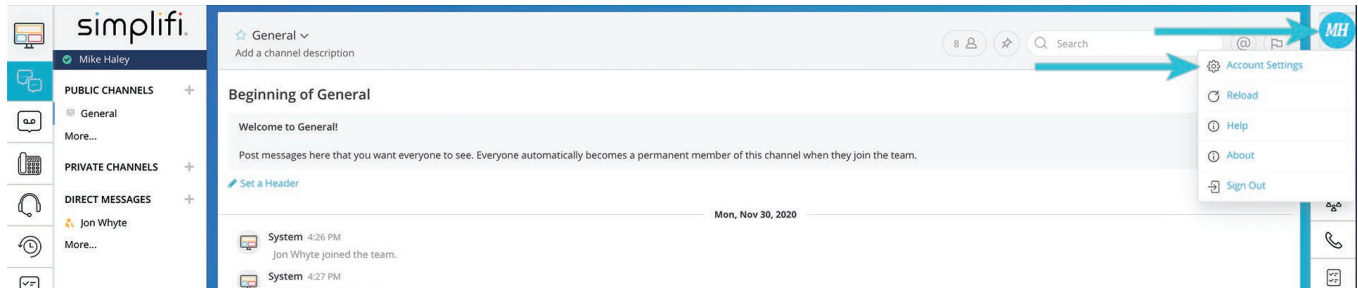 simplifi.
Mike Haley
PUBLIC CHANNELS
General
More...
PRIVATE CHANNELS
DIRECT MESSAGES
Jon Whyte
More...
General
Add a channel description
8
Search
@
MH
Account Settings
Reload
Help
About
Sign Out
Beginning of General
Welcome to General!
Post messages here that you want everyone to see. Everyone automatically becomes a permanent member of this channel when they join the team.
Set a Header
Mon, Nov 30, 2020
System 4:26 PM
Jon Whyte joined the team.
System 4:27 PM